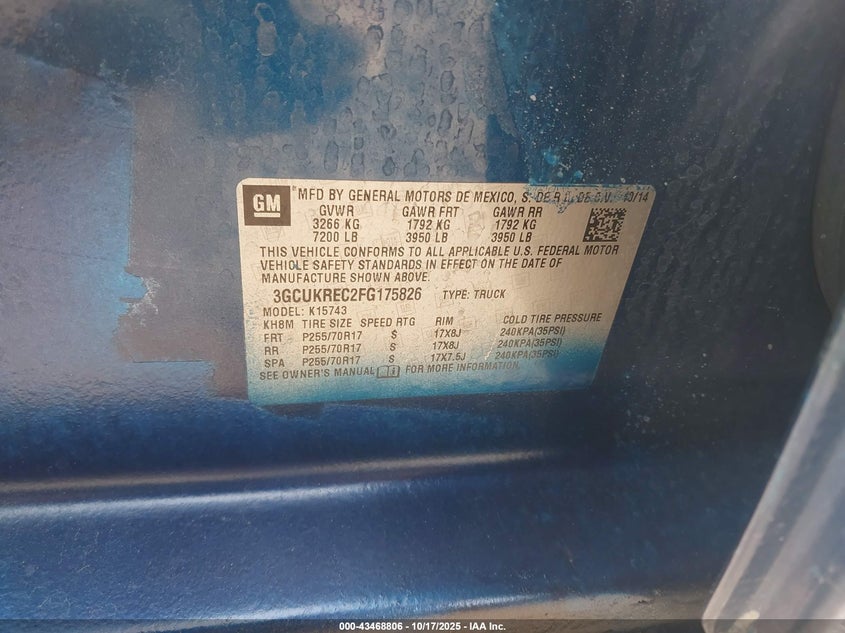 GM
MFD BY GENERAL MOTORS DE MEXICO, S. DE R.L. DE C.V. 10/14
GVWR GAWR FRT GAWR RR
3266 KG 1792 KG 1792 KG
7200 LB 3950 LB 3950 LB
THIS VEHICLE CONFORMS TO ALL APPLICABLE U.S. FEDERAL MOTOR
VEHICLE SAFETY STANDARDS IN EFFECT ON THE DATE OF
MANUFACTURE SHOWN ABOVE.
3GCUKREC2FG175826 TYPE: TRUCK
MODEL: K15743
KH8M TIRE SIZE SPEED RTG RIM COLD TIRE PRESSURE
FRT P255/70R17 S 17X8J 240KPA(35PSI)
RR P255/70R17 S 17X8J 240KPA(35PSI)
SPA P255/70R17 S 17X7.5J 240KPA(35PSI)
SEE OWNER'S MANUAL FOR MORE INFORMATION.
000-43468806 - 10/17/2025 - IAA Inc.